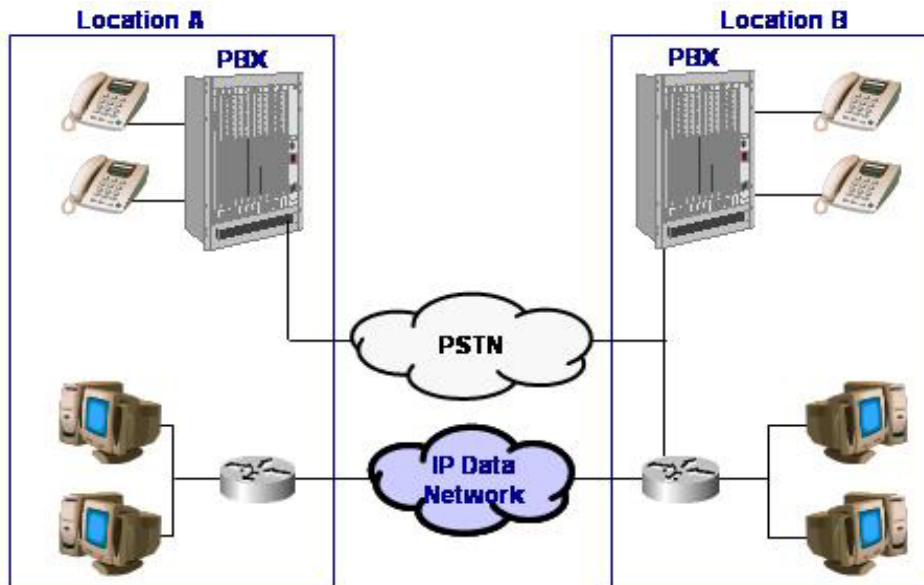 Location A
Location B
PBX
PBX
PSTN
IP Data
Network